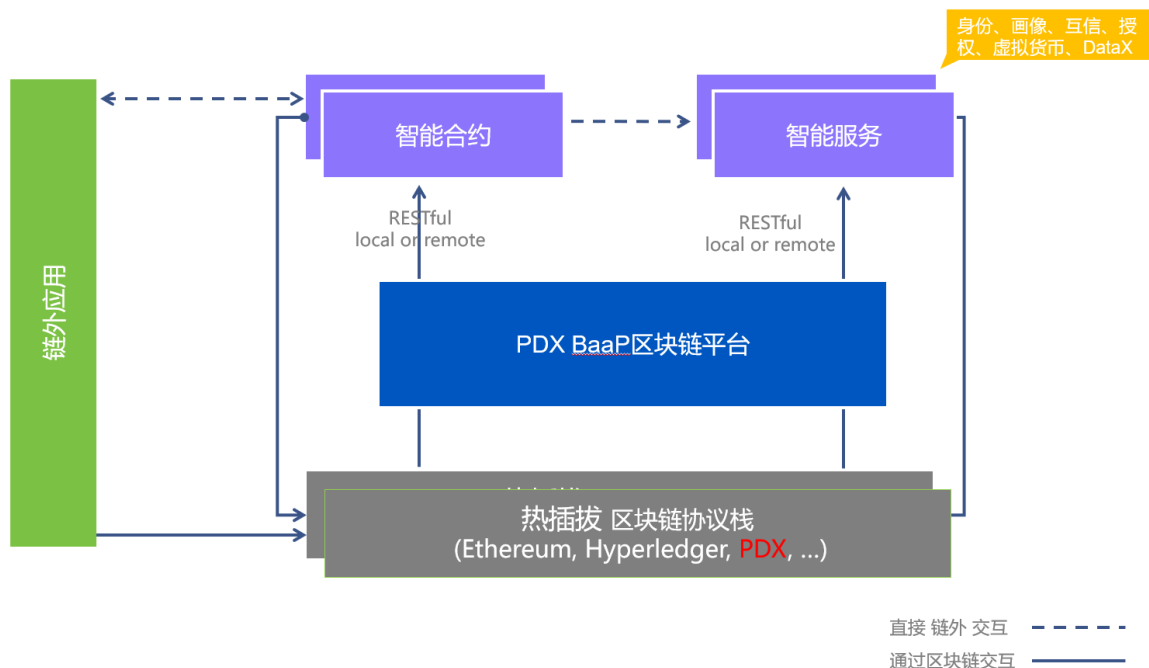 身份、画像、互信、授
权、虚拟货币、DataX
智能合约
智能服务
RESTful
local or remote
RESTful
local or remote
链外应用
PDX BaaP区块链平台
热插拔 区块链协议栈
(Ethereum, Hyperledger, PDX, ...)
直接 链外 交互
通过区块链交互